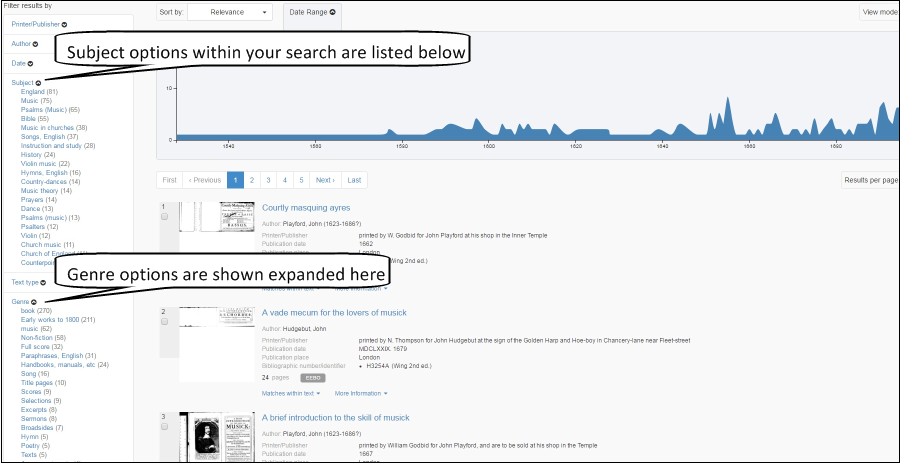 Filter results by
Sort by: Relevance
Date Range
View mode:
Printer/Publisher
Author
Date
Subject options within your search are listed below
Subject
England (81)
Music (75)
Psalms (Music) (65)
Bible (55)
Music in churches (38)
Songs, English (37)
Instruction and study (28)
History (24)
Violin music (22)
Hymns, English (16)
Country-dances (14)
Music theory (14)
Prayers (14)
Dance (13)
Psalms (music) (13)
Psalters (12)
Violin (12)
Church music (11)
Church of England
Counterpoin
Genre options are shown expanded here
Text type
Genre
book (270)
Early works to 1800 (211)
music (62)
Non-fiction (58)
Full score (32)
Paraphrases, English (31)
Handbooks, manuals, etc (24)
Song (16)
Title pages (10)
Scores (9)
Selections (9)
Excerpts (8)
Sermons (8)
Broadsides (7)
Hymn (5)
Poetry (5)
Texts (5)
10
0
1540 1560 1580 1600 1620 1640 1660 1680
First ‹ Previous 1 2 3 4 5 Next › Last
Results per page
1
Courtly masquing ayres
Author: Playford, John (1623-1686?)
Printer/Publisher printed by W. Godbid for John Playford at his shop in the Inner Temple
Publication date 1662
Publication place London
(Wing 2nd ed.)
Matches within text More Information
2
A vade mecum for the lovers of musick
Author: Hudgebut, John
Printer/Publisher printed by N. Thompson for John Hudgebut at the sign of the Golden Harp and Hoe-boy in Chancery-lane near Fleet-street
Publication date MDCLXXIX. 1679
Publication place London
Bibliographic number/identifier • H3254A (Wing 2nd ed.)
24 pages EEBO
Matches within text More Information
3
A brief introduction to the skill of musick
Author: Playford, John (1623-1686?)
Printer/Publisher printed by William Godbid for John Playford, and are to be sold at his shop in the Temple
Publication date 1667
Publication place London